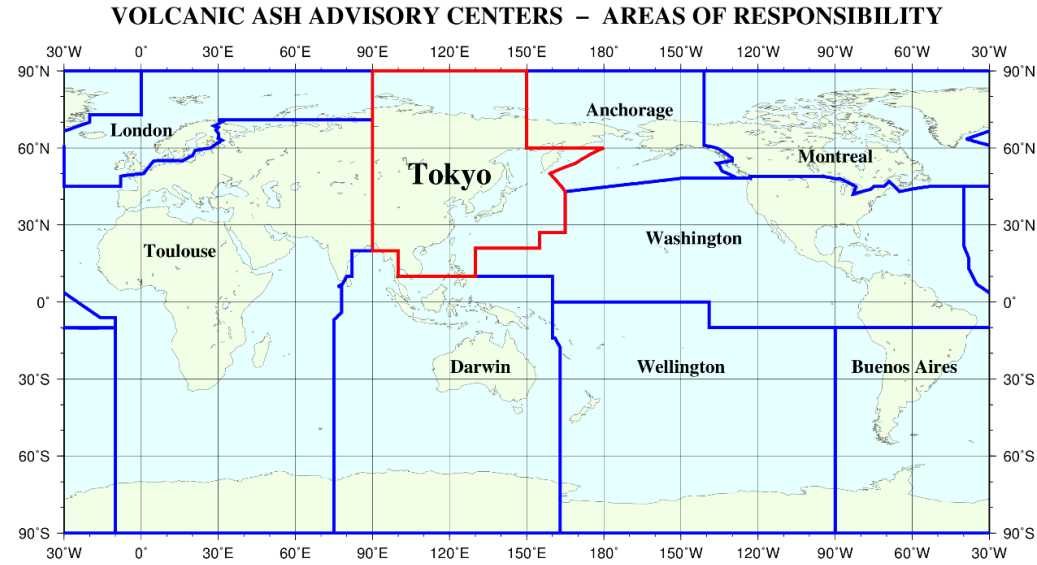 VOLCANIC ASH ADVISORY CENTERS – AREAS OF RESPONSIBILITY
30˚W 0˚ 30˚E 60˚E 90˚E 120˚E 150˚E 180˚ 150˚W 120˚W 90˚W 60˚W 30˚W
90˚N 90˚N
Anchorage
London
Montreal
60˚N 60˚N
Tokyo
30˚N 30˚N
Washington
Toulouse
0˚ 0˚
Darwin Wellington Buenos Aires
30˚S 30˚S
60˚S 60˚S
90˚S 90˚S
30˚W 0˚ 30˚E 60˚E 90˚E 120˚E 150˚E 180˚ 150˚W 120˚W 90˚W 60˚W 30˚W